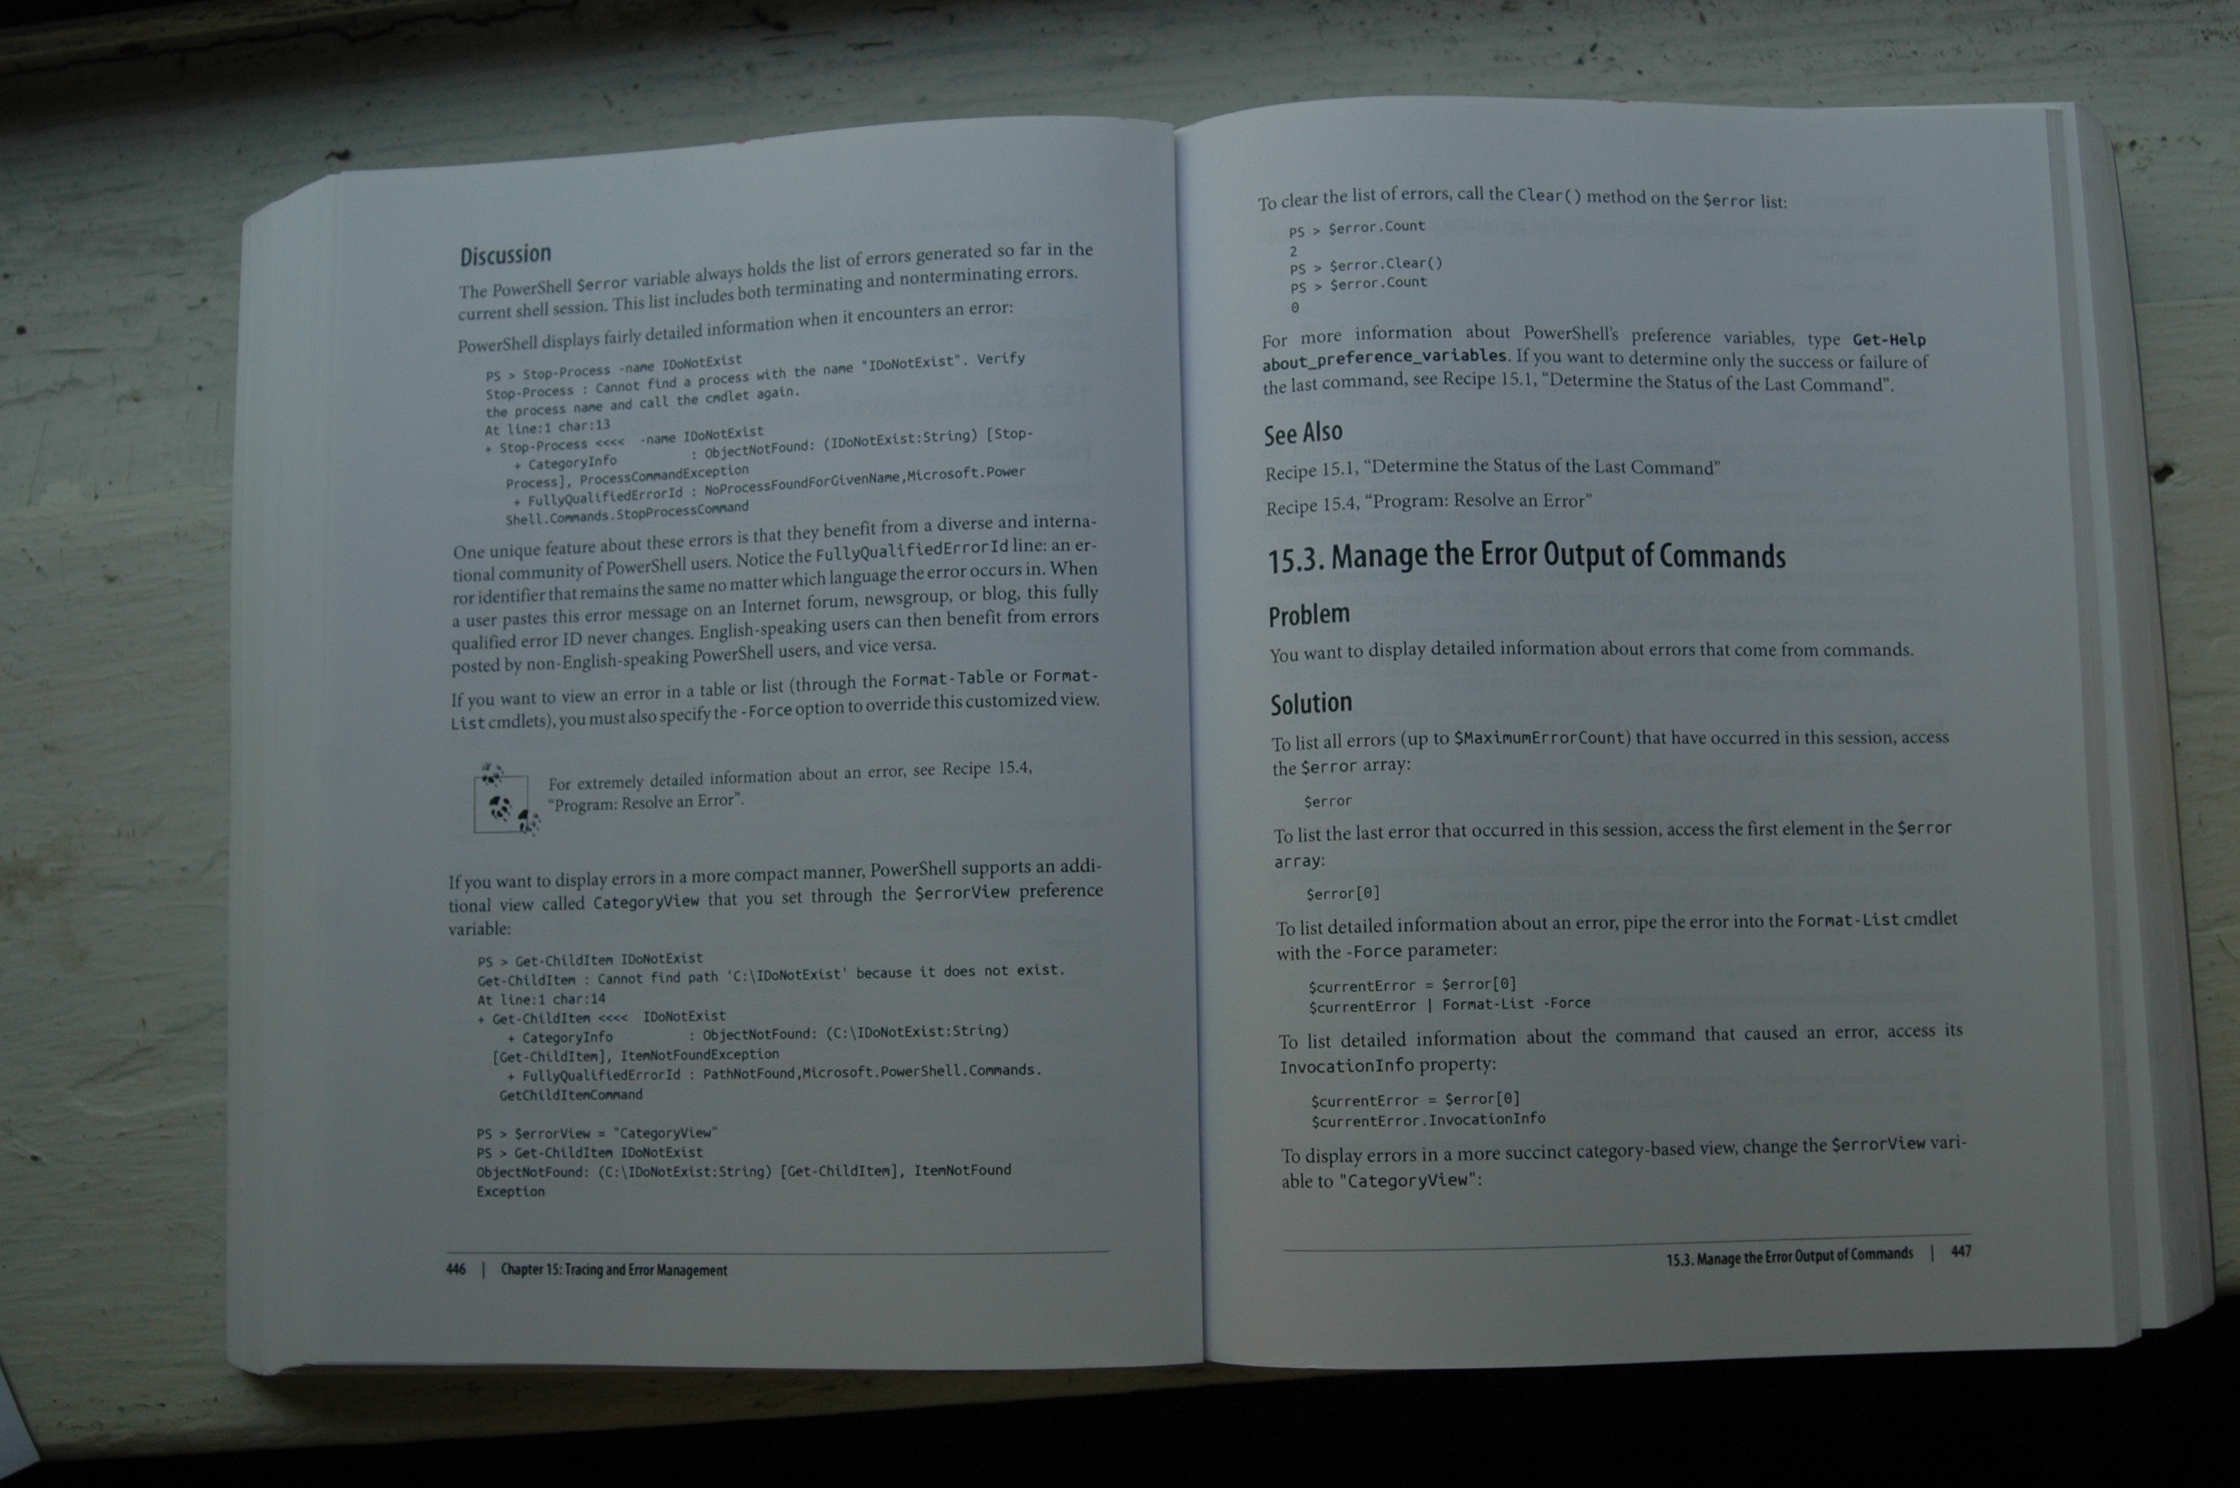 Discussion
The PowerShell $error variable always holds the list of errors generated so far in the
current shell session. This list includes both terminating and nonterminating errors.
PowerShell displays fairly detailed information when it encounters an error:
PS > Stop-Process -name IDoNotExist
Stop-Process : Cannot find a process with the name "IDoNotExist". Verify
the process name and call the cmdlet again.
At line:1 char:13
+ Stop-Process <<<<  -name IDoNotExist
+ CategoryInfo : ObjectNotFound: (IDoNotExist:String) [Stop-
Process], ProcessCommandException
+ FullyQualifiedErrorId : NoProcessFoundForGivenName,Microsoft.Power
Shell.Commands.StopProcessCommand
One unique feature about these errors is that they benefit from a diverse and interna-
tional community of PowerShell users. Notice the FullyQualifiedErrorId line: an er-
ror identifier that remains the same no matter which language the error occurs in. When
a user pastes this error message on an Internet forum, newsgroup, or blog, this fully
qualified error ID never changes. English-speaking users can then benefit from errors
posted by non-English-speaking PowerShell users, and vice versa.
If you want to view an error in a table or list (through the Format-Table or Format-
List cmdlets), you must also specify the -Force option to override this customized view.
For extremely detailed information about an error, see Recipe 15.4,
"Program: Resolve an Error".
If you want to display errors in a more compact manner, PowerShell supports an addi-
tional view called CategoryView that you set through the $errorView preference
variable:
PS > Get-ChildItem IDoNotExist
Get-ChildItem : Cannot find path 'C:\IDoNotExist' because it does not exist.
At line:1 char:14
+ Get-ChildItem <<<<  IDoNotExist
+ CategoryInfo : ObjectNotFound: (C:\IDoNotExist:String)
[Get-ChildItem], ItemNotFoundException
+ FullyQualifiedErrorId : PathNotFound,Microsoft.PowerShell.Commands.
GetChildItemCommand
PS > $errorView = "CategoryView"
PS > Get-ChildItem IDoNotExist
ObjectNotFound: (C:\IDoNotExist:String) [Get-ChildItem], ItemNotFound
Exception
446 | Chapter 15: Tracing and Error Management
To clear the list of errors, call the Clear() method on the $error list:
PS > $error.Count
2
PS > $error.Clear()
PS > $error.Count
0
For more information about PowerShell's preference variables, type Get-Help
about_preference_variables. If you want to determine only the success or failure of
the last command, see Recipe 15.1, "Determine the Status of the Last Command".
See Also
Recipe 15.1, "Determine the Status of the Last Command"
Recipe 15.4, "Program: Resolve an Error"
15.3. Manage the Error Output of Commands
Problem
You want to display detailed information about errors that come from commands.
Solution
To list all errors (up to $MaximumErrorCount) that have occurred in this session, access
the $error array:
$error
To list the last error that occurred in this session, access the first element in the $error
array:
$error[0]
To list detailed information about an error, pipe the error into the Format-List cmdlet
with the -Force parameter:
$currentError = $error[0]
$currentError | Format-List -Force
To list detailed information about the command that caused an error, access its
InvocationInfo property:
$currentError = $error[0]
$currentError.InvocationInfo
To display errors in a more succinct category-based view, change the $errorView vari-
able to "CategoryView":
15.3. Manage the Error Output of Commands | 447